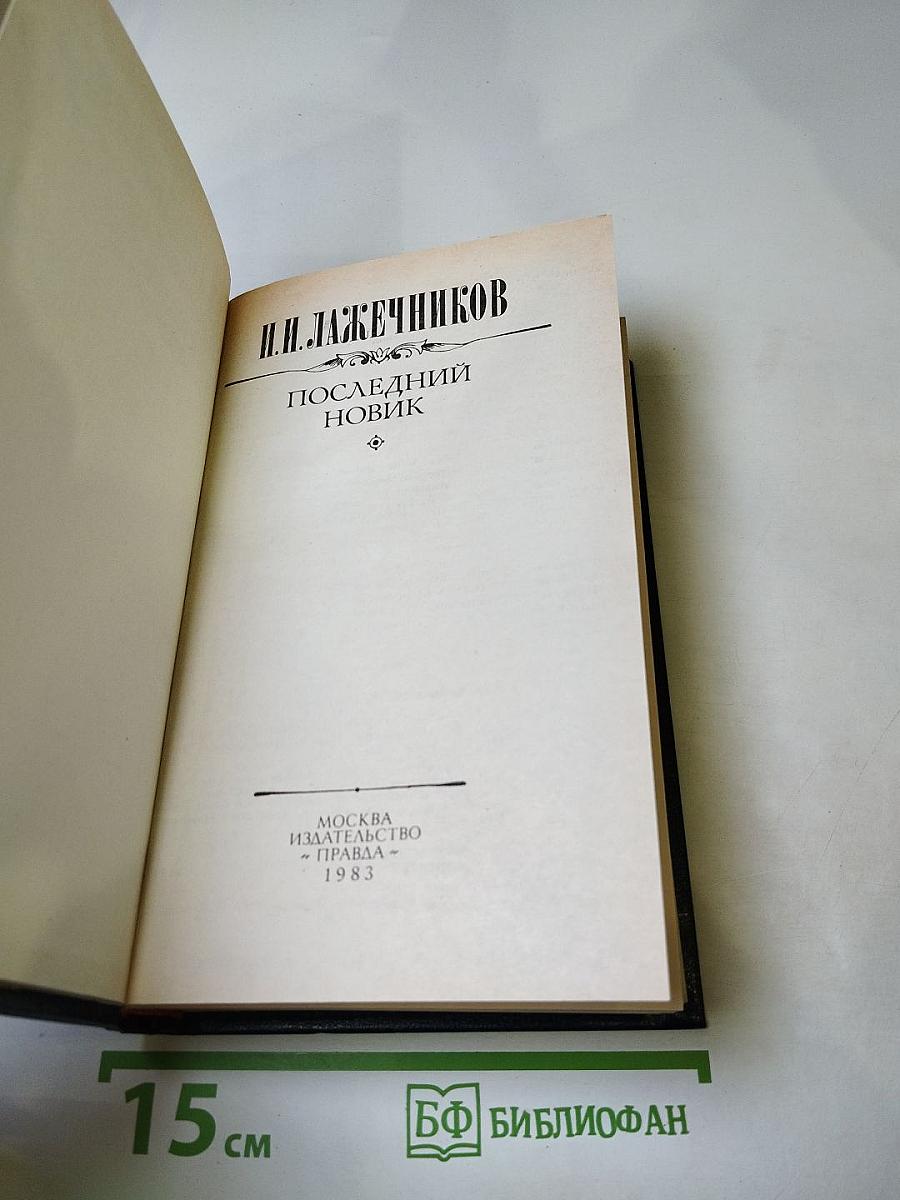 И. И. ЛАЖЕЧНИКОВ
ПОСЛЕДНИЙ
НОВИК
МОСКВА
ИЗДАТЕЛЬСТВО
~ ПРАВДА ~
1983
15 см
БФ БИБЛИОФАН